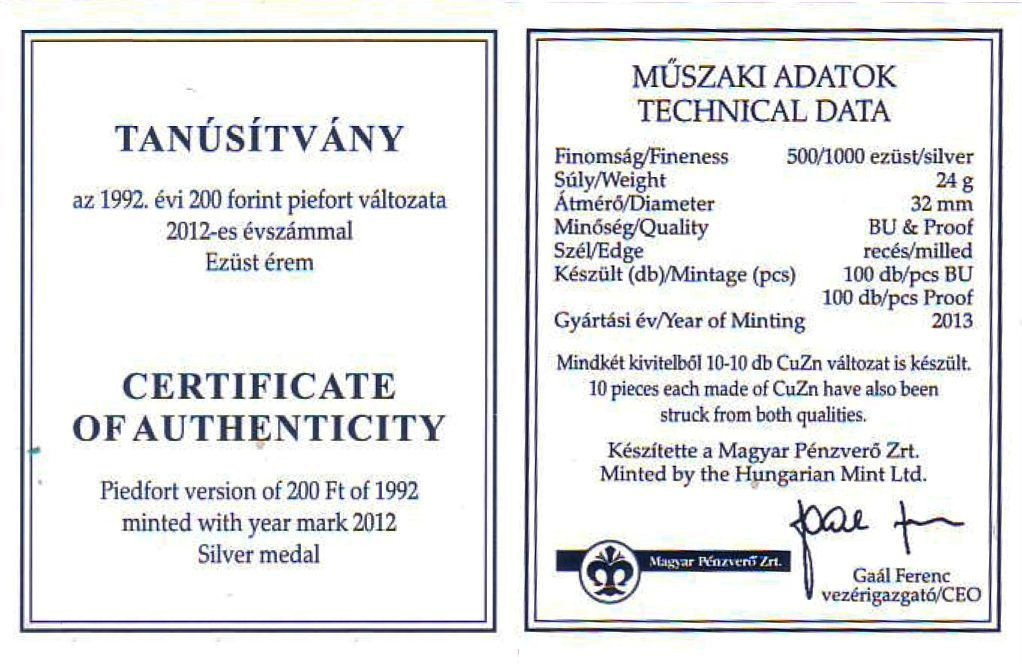 TANÚSÍTVÁNY
az 1992. évi 200 forint piefort változata
2012-es évszámmal
Ezüst érem
CERTIFICATE
OF AUTHENTICITY
Piedfort version of 200 Ft of 1992
minted with year mark 2012
Silver medal
MŰSZAKI ADATOK
TECHNICAL DATA
Finomság/Fineness 500/1000 ezüst/silver
Súly/Weight 24 g
Átmérő/Diameter 32 mm
Minőség/Quality BU & Proof
Szél/Edge recés/milled
Készült (db)/Mintage (pcs) 100 db/pcs BU
100 db/pcs Proof
Gyártási év/Year of Minting 2013
Mindkét kivitelből 10-10 db CuZn változat is készült.
10 pieces each made of CuZn have also been
struck from both qualities.
Készítette a Magyar Pénzverő Zrt.
Minted by the Hungarian Mint Ltd.
Magyar Pénzverő Zrt.
Gaál Ferenc
vezérigazgató/CEO